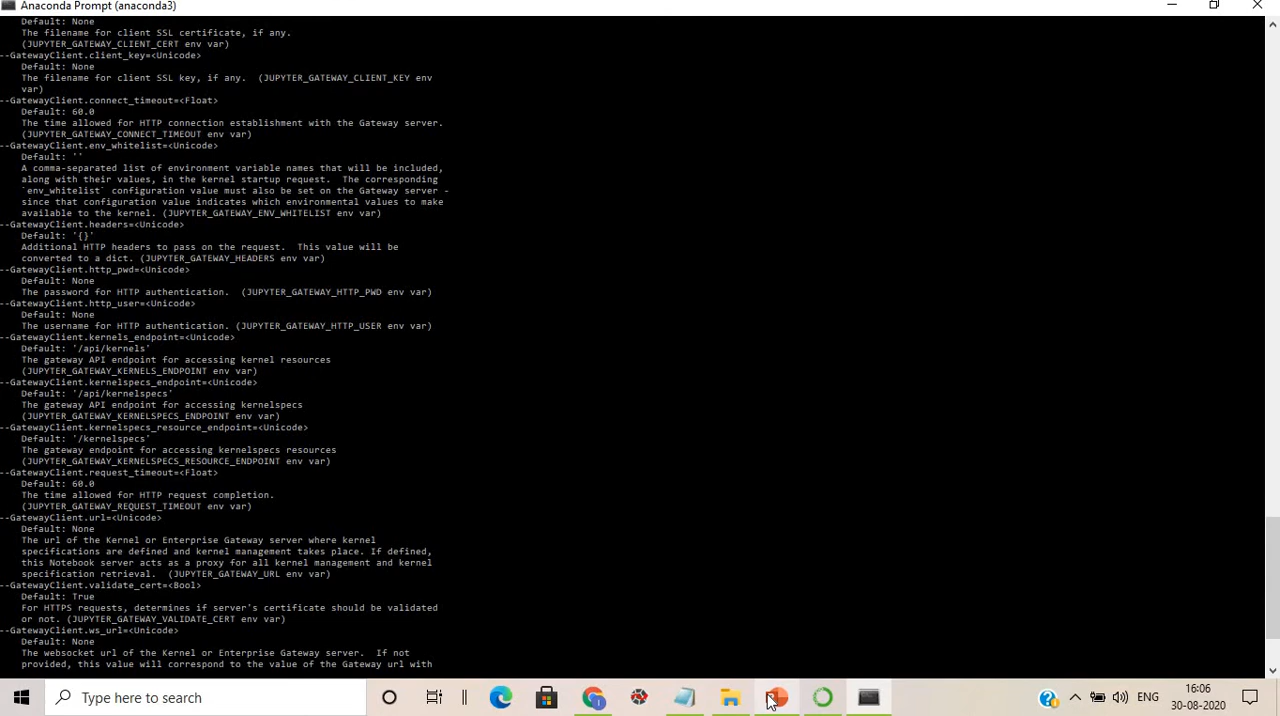 Anaconda Prompt (anaconda3)
Default: None
The filename for client SSL certificate, if any.
(JUPYTER_GATEWAY_CLIENT_CERT env var)
--GatewayClient.client_key=<Unicode>
Default: None
The filename for client SSL key, if any.  (JUPYTER_GATEWAY_CLIENT_KEY env
var)
--GatewayClient.connect_timeout=<Float>
Default: 60.0
The time allowed for HTTP connection establishment with the Gateway server.
(JUPYTER_GATEWAY_CONNECT_TIMEOUT env var)
--GatewayClient.env_whitelist=<Unicode>
Default: ''
A comma-separated list of environment variable names that will be included,
along with their values, in the kernel startup request.  The corresponding
`env_whitelist` configuration value must also be set on the Gateway server -
since that configuration value indicates which environmental values to make
available to the kernel. (JUPYTER_GATEWAY_ENV_WHITELIST env var)
--GatewayClient.headers=<Unicode>
Default: '{}'
Additional HTTP headers to pass on the request.  This value will be
converted to a dict. (JUPYTER_GATEWAY_HEADERS env var)
--GatewayClient.http_pwd=<Unicode>
Default: None
The password for HTTP authentication.  (JUPYTER_GATEWAY_HTTP_PWD env var)
--GatewayClient.http_user=<Unicode>
Default: None
The username for HTTP authentication. (JUPYTER_GATEWAY_HTTP_USER env var)
--GatewayClient.kernels_endpoint=<Unicode>
Default: '/api/kernels'
The gateway API endpoint for accessing kernel resources
(JUPYTER_GATEWAY_KERNELS_ENDPOINT env var)
--GatewayClient.kernelspecs_endpoint=<Unicode>
Default: '/api/kernelspecs'
The gateway API endpoint for accessing kernelspecs
(JUPYTER_GATEWAY_KERNELSPECS_ENDPOINT env var)
--GatewayClient.kernelspecs_resource_endpoint=<Unicode>
Default: '/kernelspecs'
The gateway endpoint for accessing kernelspecs resources
(JUPYTER_GATEWAY_KERNELSPECS_RESOURCE_ENDPOINT env var)
--GatewayClient.request_timeout=<Float>
Default: 60.0
The time allowed for HTTP request completion.
(JUPYTER_GATEWAY_REQUEST_TIMEOUT env var)
--GatewayClient.url=<Unicode>
Default: None
The url of the Kernel or Enterprise Gateway server where kernel
specifications are defined and kernel management takes place. If defined,
this Notebook server acts as a proxy for all kernel management and kernel
specification retrieval.  (JUPYTER_GATEWAY_URL env var)
--GatewayClient.validate_cert=<Bool>
Default: True
For HTTPS requests, determines if server's certificate should be validated
or not. (JUPYTER_GATEWAY_VALIDATE_CERT env var)
--GatewayClient.ws_url=<Unicode>
Default: None
The websocket url of the Kernel or Enterprise Gateway server.  If not
provided, this value will correspond to the value of the Gateway url with
Type here to search
ENG
16:06
30-08-2020